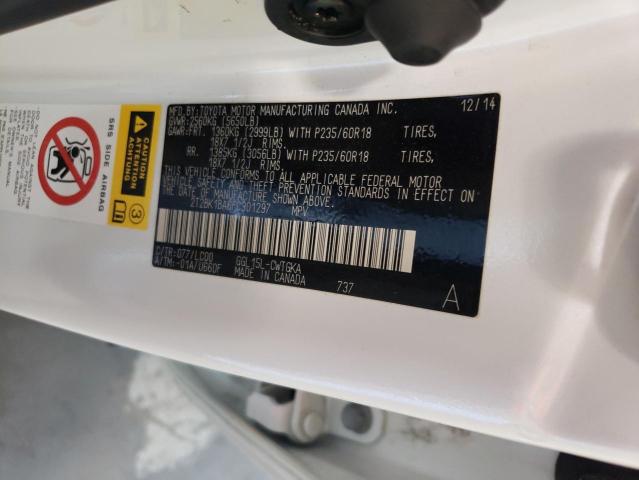 MFD.BY:TOYOTA MOTOR MANUFACTURING CANADA INC. 12/14
GVWR:2560KG (5650LB)
GAWR:FRT. 1360KG (2999LB) WITH P235/60R18 TIRES,
18X7 1/2J RIMS.
RR. 1385KG (3056LB) WITH P235/60R18 TIRES,
18X7 1/2J RIMS.
THIS VEHICLE CONFORMS TO ALL APPLICABLE FEDERAL MOTOR
VEHICLE SAFETY AND THEFT PREVENTION STANDARDS IN EFFECT ON
THE DATE OF MANUFACTURE SHOWN ABOVE.
MPV
C/TR:077/LC00 GGL15L-CWTGKA
A/TM:-01A/U660F MADE IN CANADA 737
A
CAUTION
ATTENTION
SRS SIDE AIRBAG